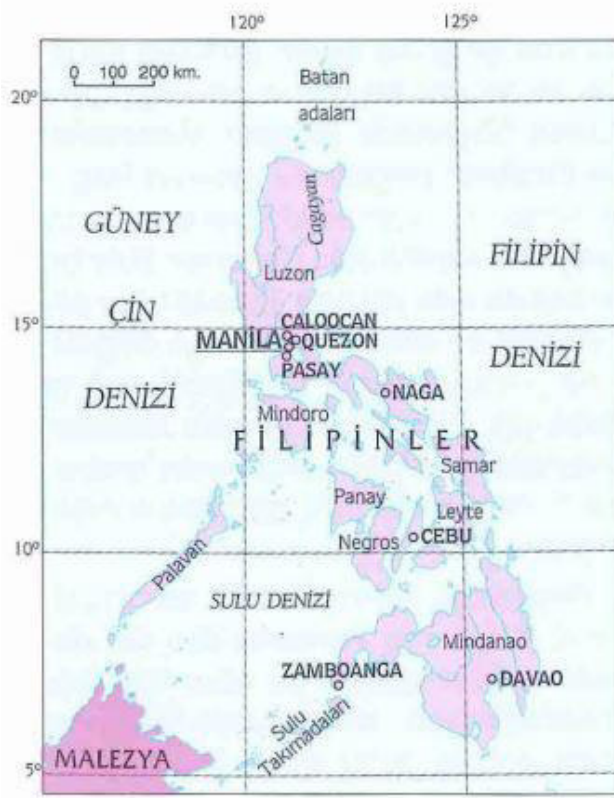 120°
125°
0 100 200 km.
Batan
adaları
20°
Cagayan
GÜNEY
FİLİPİN
Luzon
ÇİN
CALOOCAN
15°
MANİLA
QUEZON
DENİZİ
PASAY
DENİZİ
NAGA
Mindoro
FİLİPİNLER
Samar
Panay
Leyte
Negros
CEBU
10°
Palavan
SULU DENİZİ
Mindanao
ZAMBOANGA
DAVAO
Sulu
Takımadaları
MALEZYA
5°